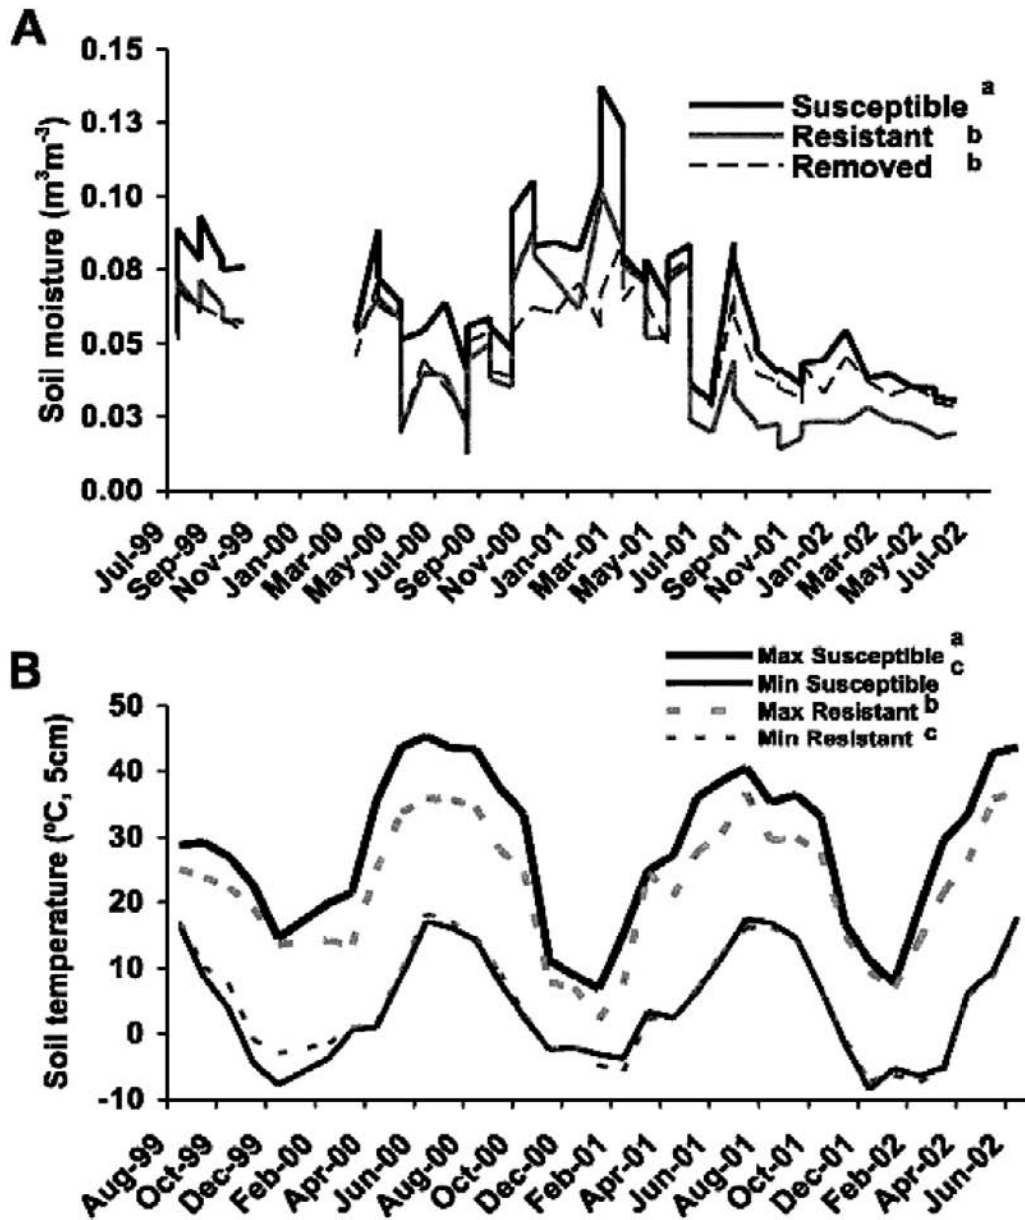 A
0.15
0.13
0.10
0.08
0.05
0.03
0.00
Soil moisture (m³m⁻³)
Susceptible ᵃ
Resistant ᵇ
Removed ᵇ
Jul-99 Sep-99 Nov-99 Jan-00 Mar-00 May-00 Jul-00 Sep-00 Nov-00 Jan-01 Mar-01 May-01 Jul-01 Sep-01 Nov-01 Jan-02 Mar-02 May-02 Jul-02
B
Max Susceptible ᵃ
Min Susceptible ᶜ
Max Resistant ᵇ
Min Resistant ᶜ
50
40
30
20
10
0
-10
Soil temperature (ºC, 5cm)
Aug-99 Oct-99 Dec-99 Feb-00 Apr-00 Jun-00 Aug-00 Oct-00 Dec-00 Feb-01 Apr-01 Jun-01 Aug-01 Oct-01 Dec-01 Feb-02 Apr-02 Jun-02